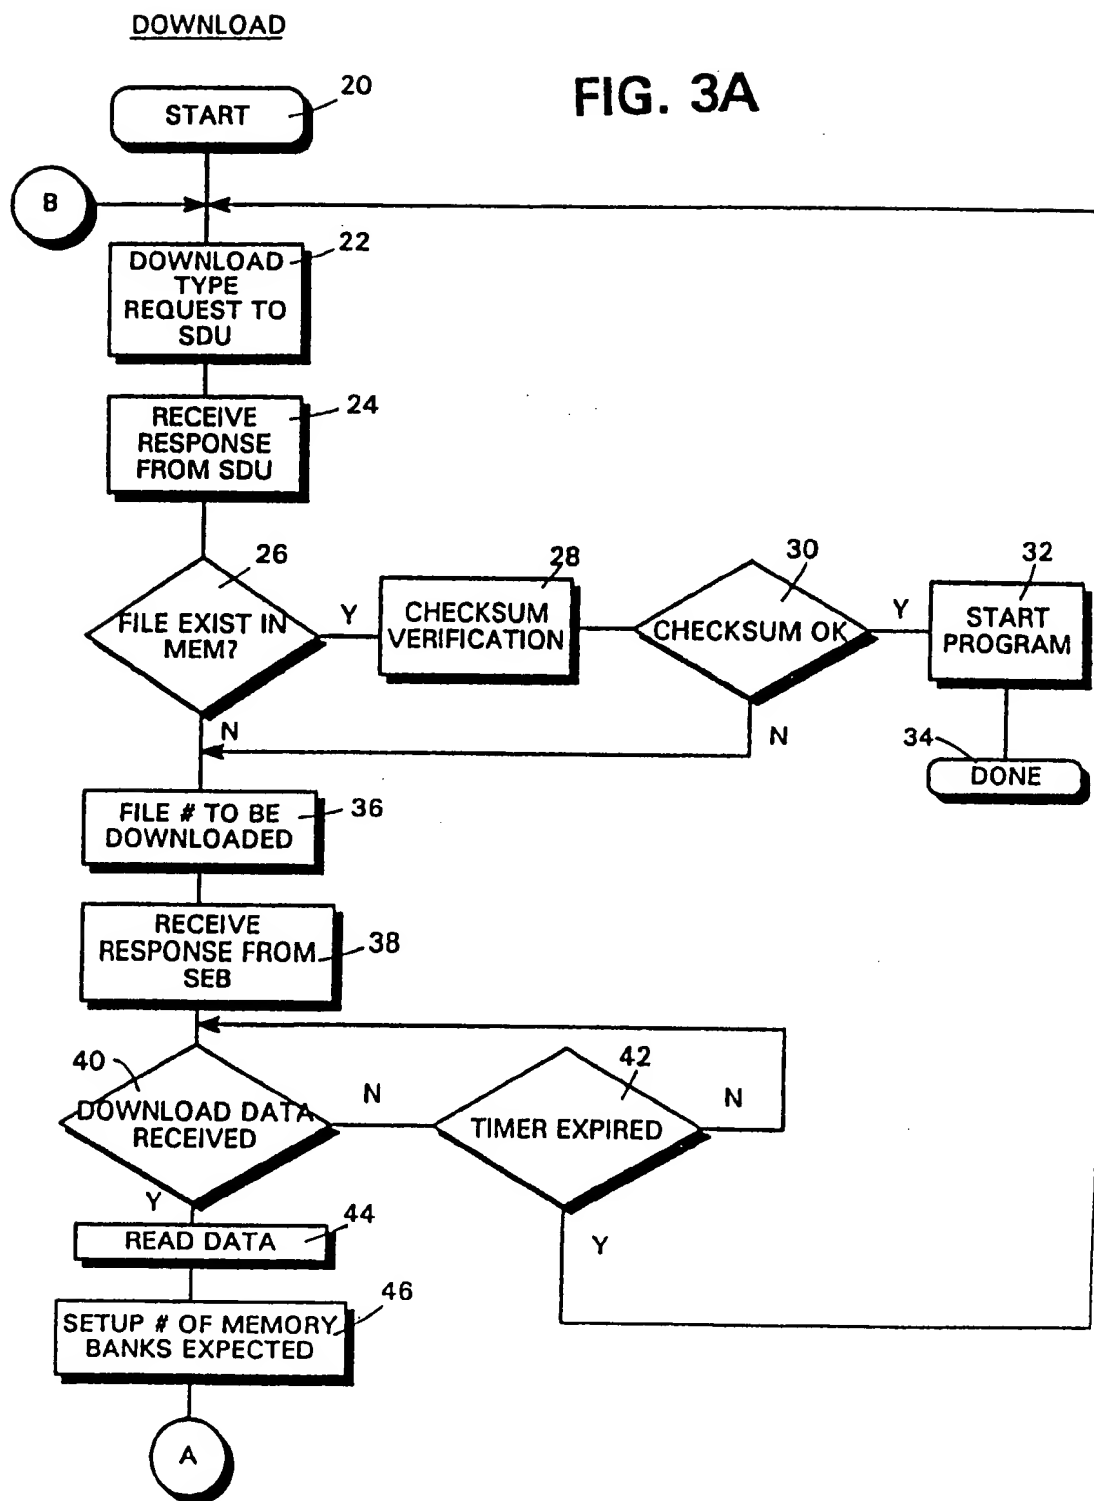 DOWNLOAD
FIG. 3A
START
20
B
22
DOWNLOAD
TYPE
REQUEST TO
SDU
24
RECEIVE
RESPONSE
FROM SDU
26
FILE EXIST IN
MEM?
Y
28
CHECKSUM
VERIFICATION
30
CHECKSUM OK
Y
32
START
PROGRAM
N
N
34
DONE
FILE # TO BE
DOWNLOADED
36
RECEIVE
RESPONSE FROM
SEB
38
40
DOWNLOAD DATA
RECEIVED
N
42
TIMER EXPIRED
N
Y
Y
READ DATA
44
SETUP # OF MEMORY
BANKS EXPECTED
46
A